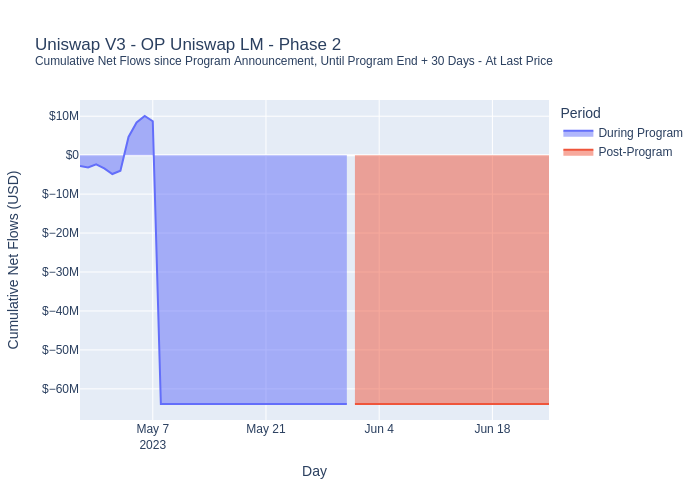 Uniswap V3 - OP Uniswap LM - Phase 2
Cumulative Net Flows since Program Announcement, Until Program End + 30 Days - At Last Price
Period
During Program
Post-Program
Cumulative Net Flows (USD)
$10M
$0
$−10M
$−20M
$−30M
$−40M
$−50M
$−60M
May 7
2023
May 21
Jun 4
Jun 18
Day